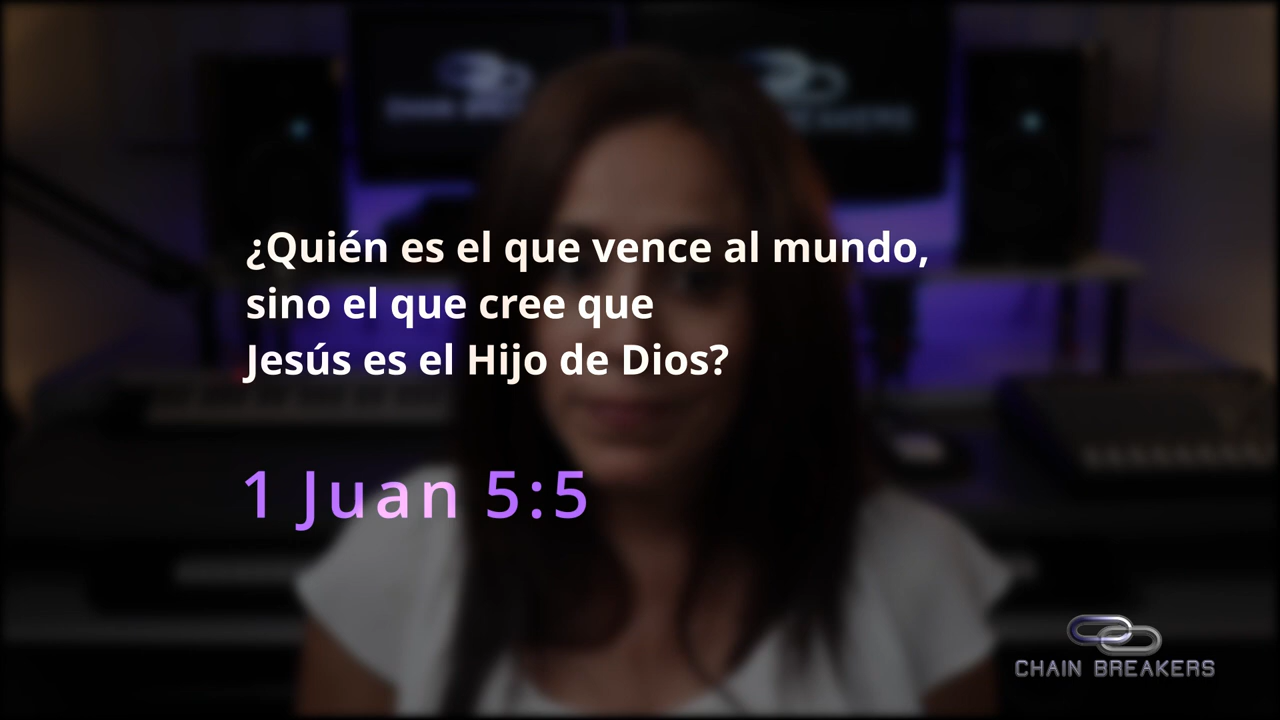 ¿Quién es el que vence al mundo,
sino el que cree que
Jesús es el Hijo de Dios?
1 Juan 5:5
CHAIN BREAKERS